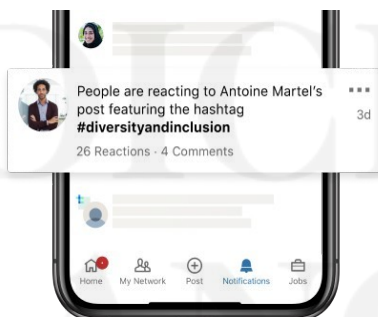 People are reacting to Antoine Martel's
post featuring the hashtag
#diversityandinclusion
3d
26 Reactions · 4 Comments
Home My Network Post Notifications Jobs